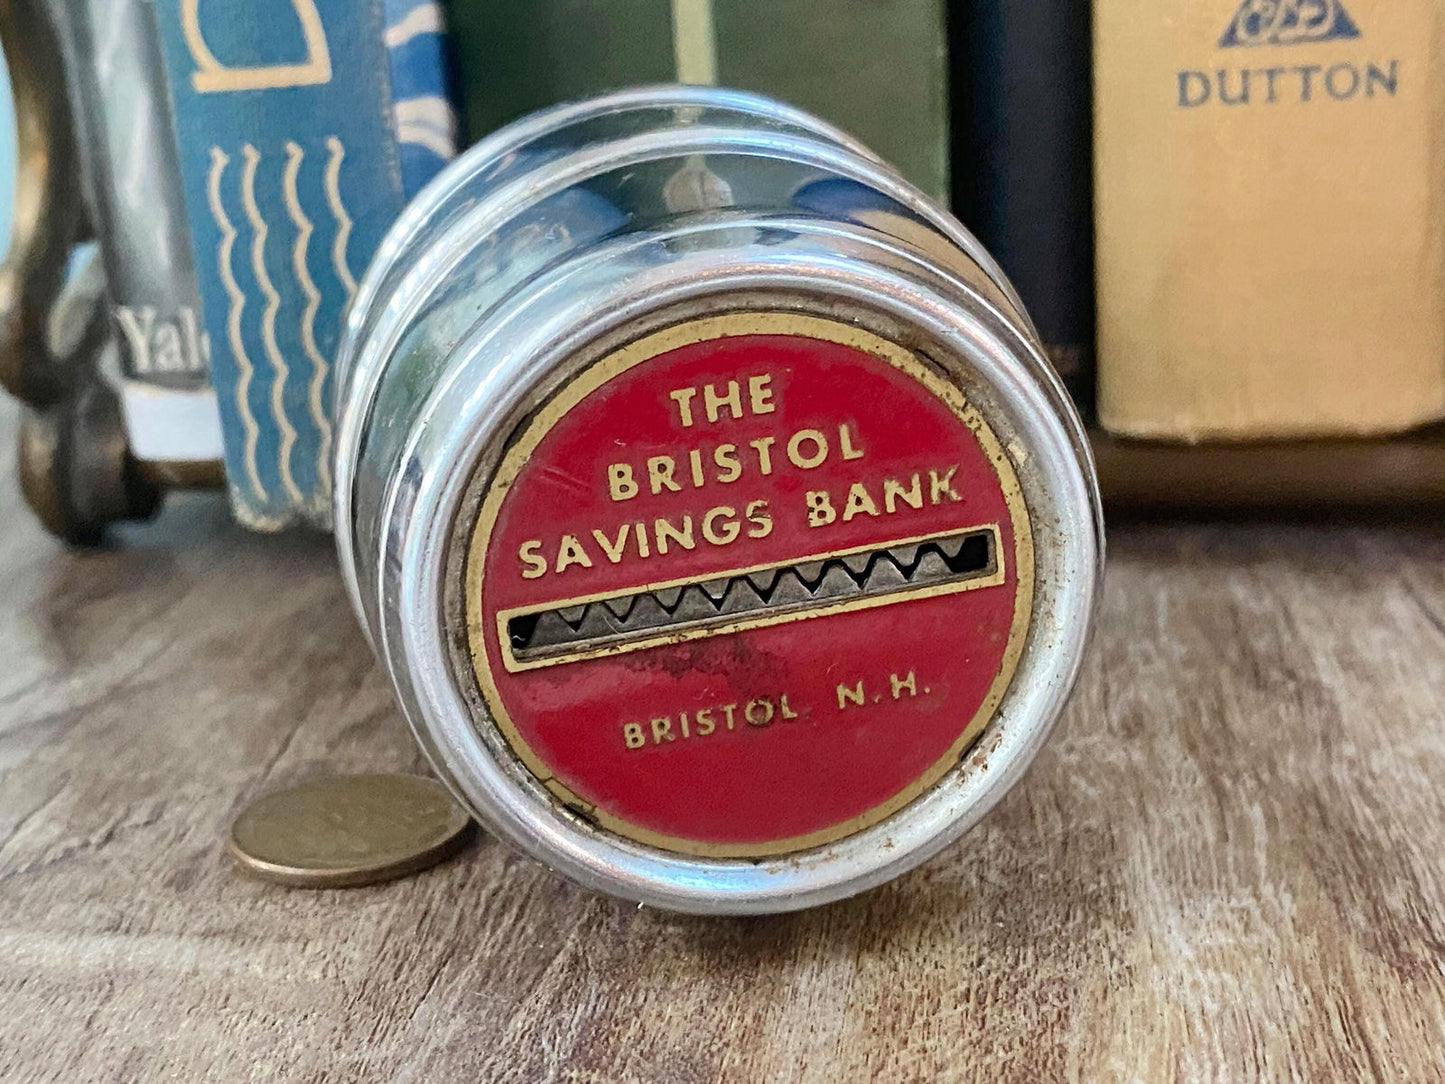 DUTTON
Yale
THE
BRISTOL
SAVINGS BANK
BRISTOL, N.H.